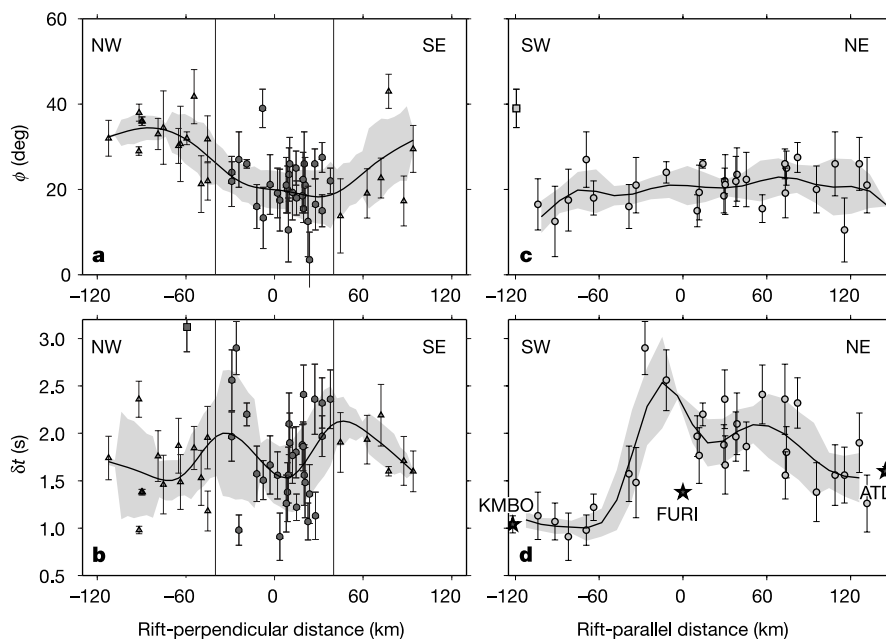 60
40
20
0
ϕ (deg)
NW
SE
a
−120
−60
0
60
120
SW
NE
c
−120
−60
0
60
120
3.0
2.5
2.0
1.5
1.0
0.5
δt (s)
NW
SE
b
−120
−60
0
60
120
Rift-perpendicular distance (km)
SW
NE
KMBO
FURI
ATD
d
−120
−60
0
60
120
Rift-parallel distance (km)